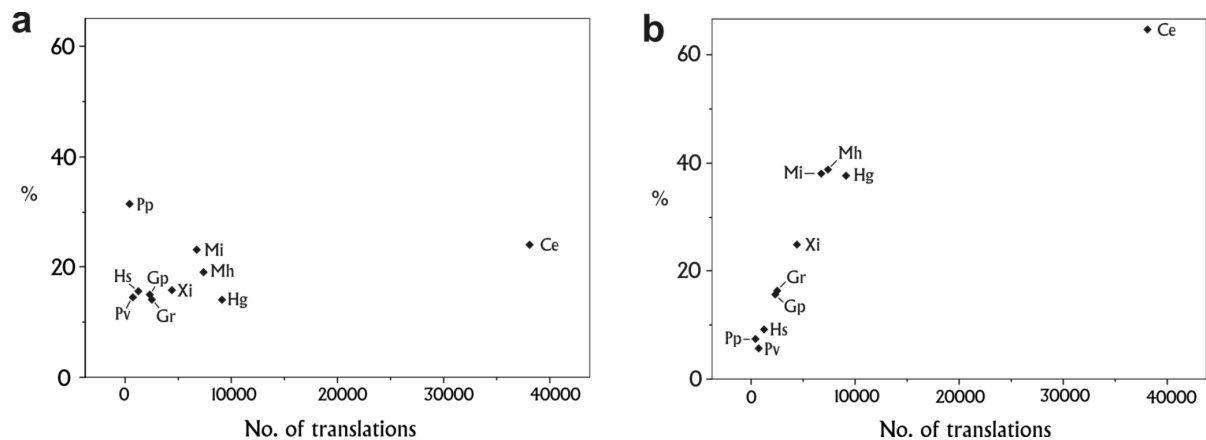 a
60
40
%
20
0
Pp
Mi
Ce
Hs
Gp
Mh
Xi
Hg
Pv
Gr
0 10000 20000 30000 40000
No. of translations
b
Ce
60
Mh
40
Mi
Hg
%
Xi
20
Gr
Gp
Hs
Pp
Pv
0
0 10000 20000 30000 40000
No. of translations